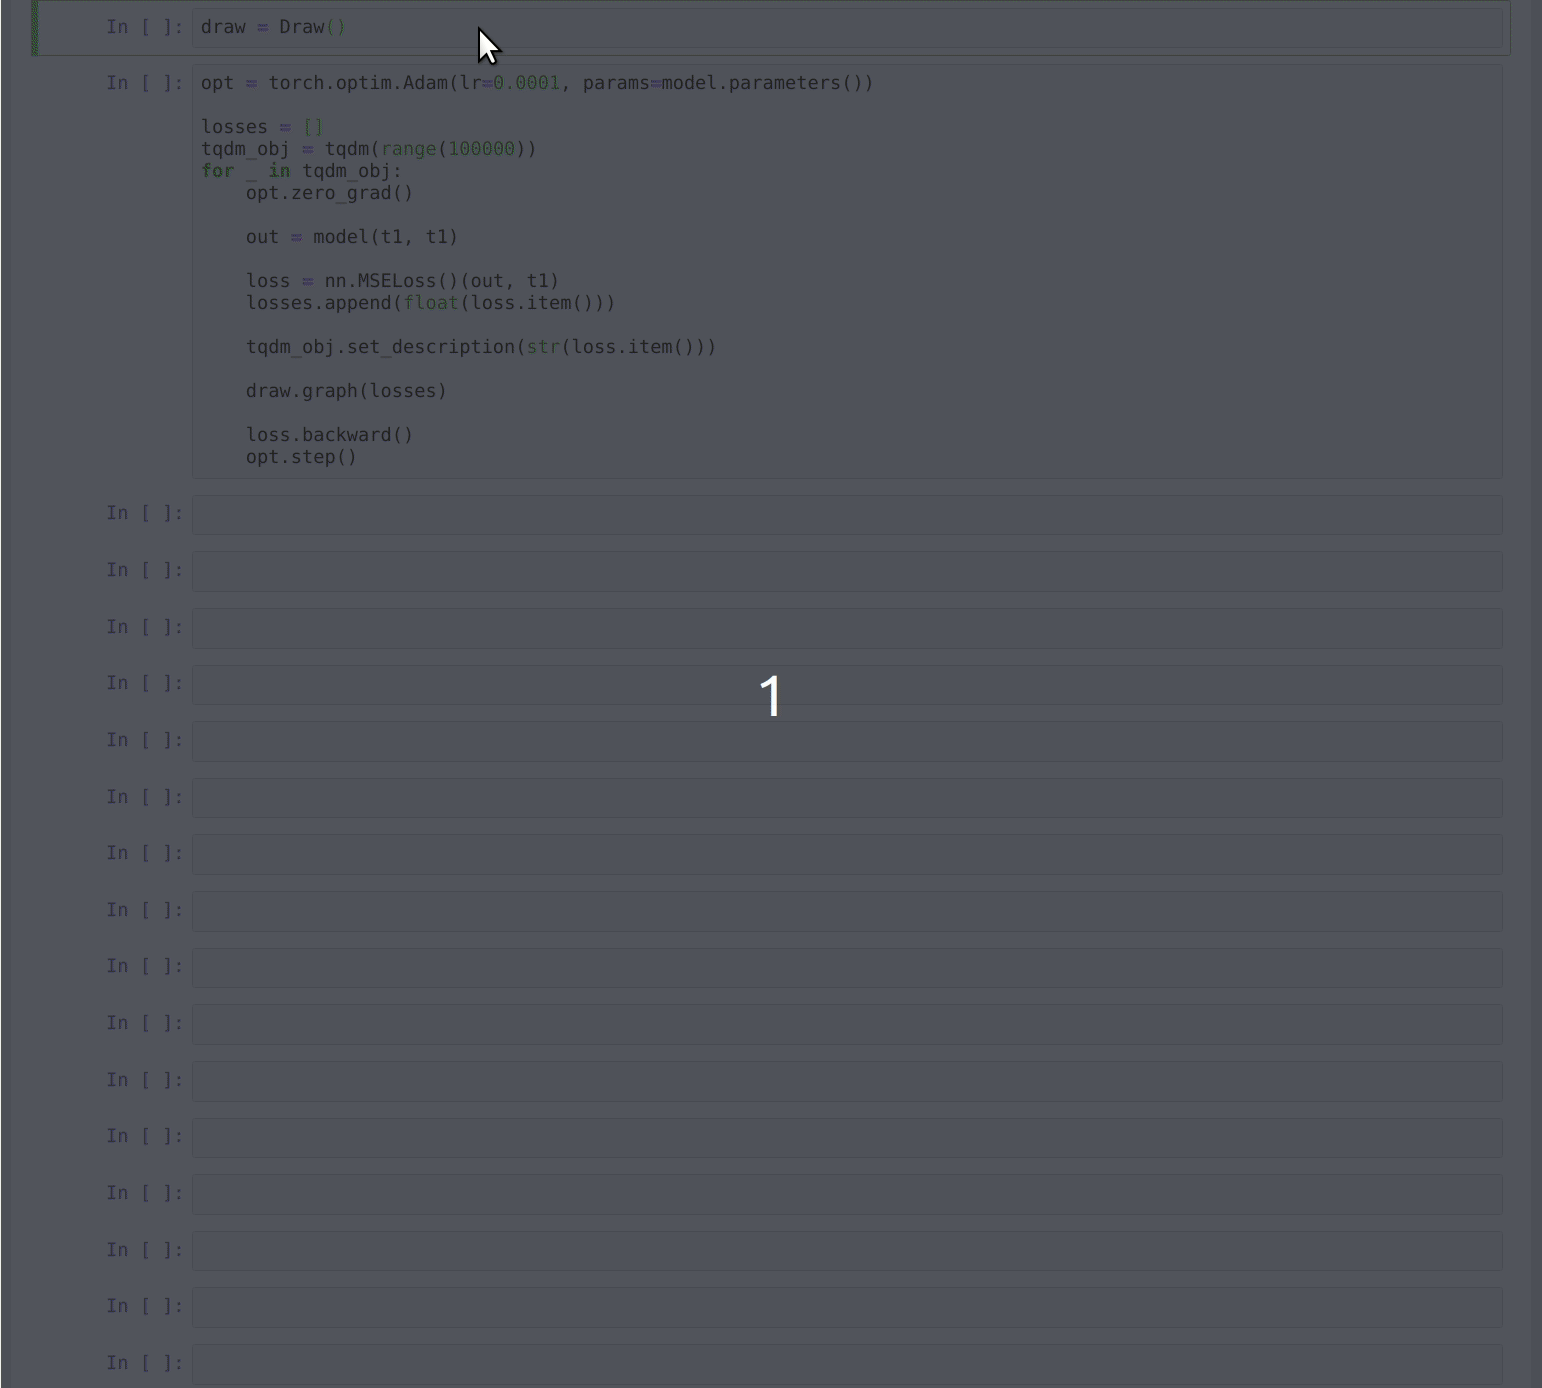 In [ ]: draw = Draw()
In [ ]: opt = torch.optim.Adam(lr=0.0001, params=model.parameters())
losses = []
tqdm_obj = tqdm(range(100000))
for _ in tqdm_obj:
    opt.zero_grad()
    out = model(t1, t1)
    loss = nn.MSELoss()(out, t1)
    losses.append(float(loss.item()))
    tqdm_obj.set_description(str(loss.item()))
    draw.graph(losses)
    loss.backward()
    opt.step()
In [ ]:
In [ ]:
In [ ]:
In [ ]:
1
In [ ]:
In [ ]:
In [ ]:
In [ ]:
In [ ]:
In [ ]:
In [ ]:
In [ ]:
In [ ]:
In [ ]:
In [ ]:
In [ ]: